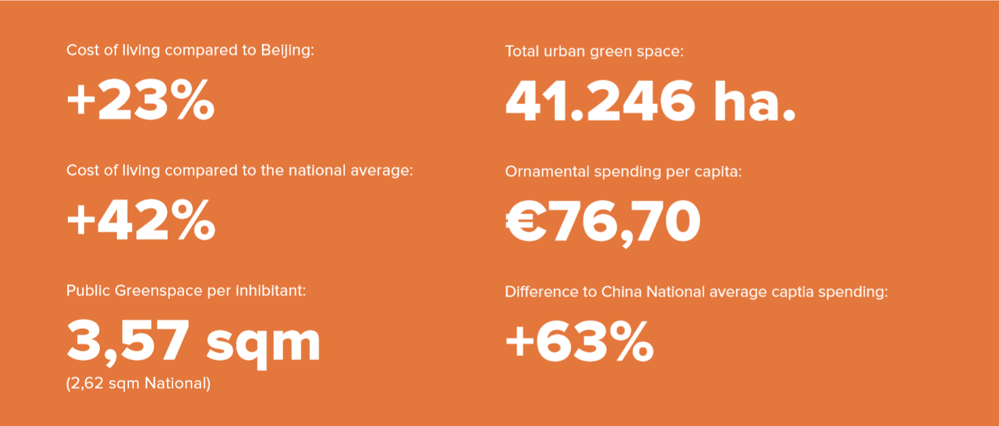 Cost of living compared to Beijing:
+23%
Cost of living compared to the national average:
+42%
Public Greenspace per inhibitant:
3,57 sqm
(2,62 sqm National)
Total urban green space:
41.246 ha.
Ornamental spending per capita:
€76,70
Difference to China National average captia spending:
+63%